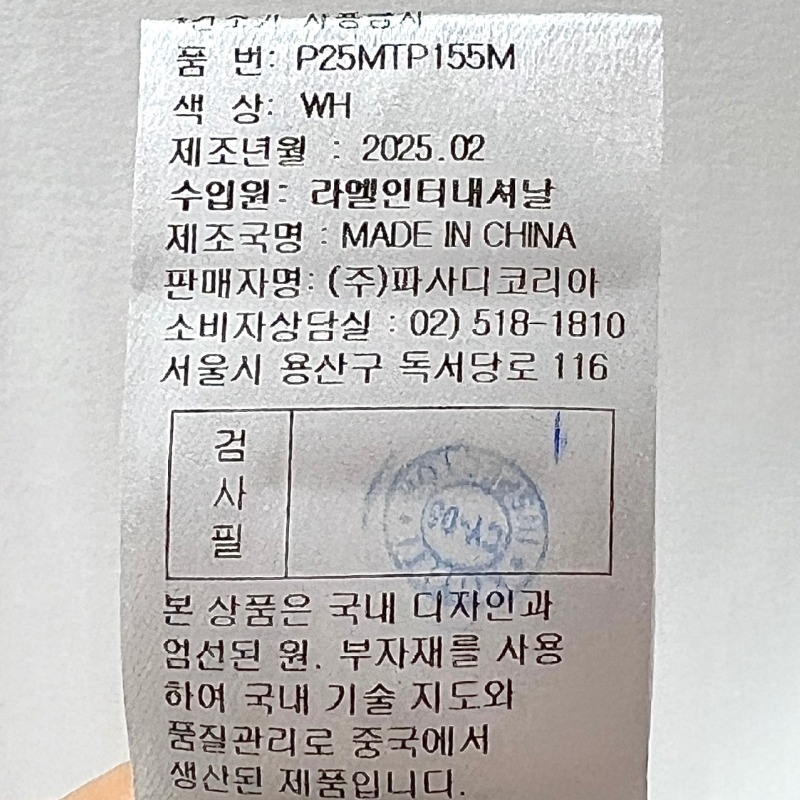 품 번: P25MTP155M
색 상: WH
제조년월 : 2025.02
수입원: 라엘인터내셔날
제조국명 : MADE IN CHINA
판매자명: (주)파사디코리아
소비자상담실 : 02) 518-1810
서울시 용산구 독서당로 116
검
사
필
본 상품은 국내 디자인과
엄선된 원. 부자재를 사용
하여 국내 기술 지도와
품질관리로 중국에서
생산된 제품입니다.